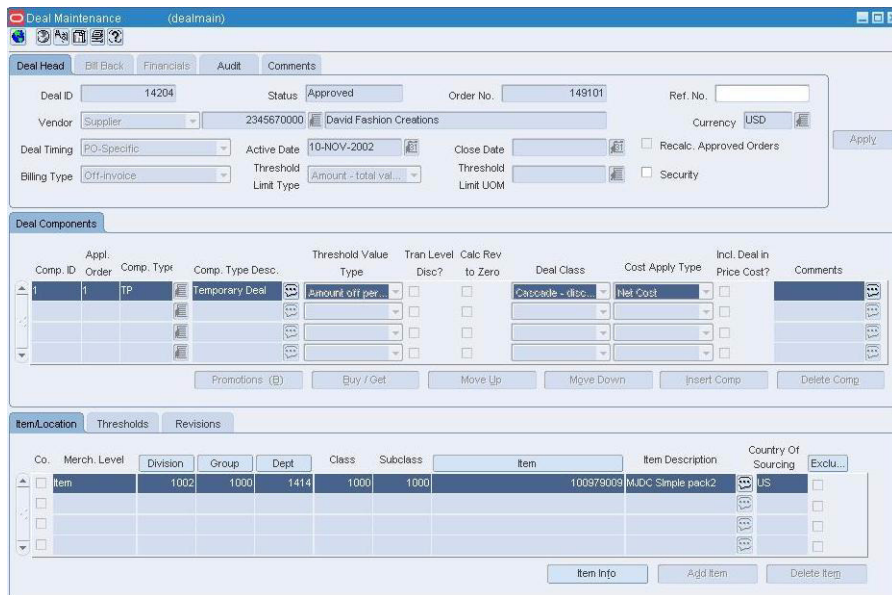 Deal Maintenance (dealmain)
Deal Head Bill Back Financials Audit Comments
Deal ID 14204 Status Approved Order No. 149101 Ref. No.
Vendor Supplier 2345670000 David Fashion Creations Currency USD
Deal Timing PO-Specific Active Date 10-NOV-2002 Close Date Recalc. Approved Orders Apply
Billing Type Off-Invoice Threshold Limit Type Amount - total val... Threshold Limit UOM Security
Deal Components
Comp. ID Appl. Order Comp. Type Comp. Type Desc. Threshold Value Type Tran Level Disc? Calc Rev to Zero Deal Class Cost Apply Type Incl. Deal in Price Cost? Comments
1 1 TP Temporary Deal Amount off per... Cascade - disc... Net Cost
Promotions (B) Buy / Get Move Up Move Down Insert Comp Delete Comp
Item/Location Thresholds Revisions
Co. Merch. Level Division Group Dept Class Subclass Item Item Description Country Of Sourcing Exclu...
Item 1002 1000 1414 1000 1000 100979009 MJDC Simple pack2 US
Item Info Add Item Delete Item